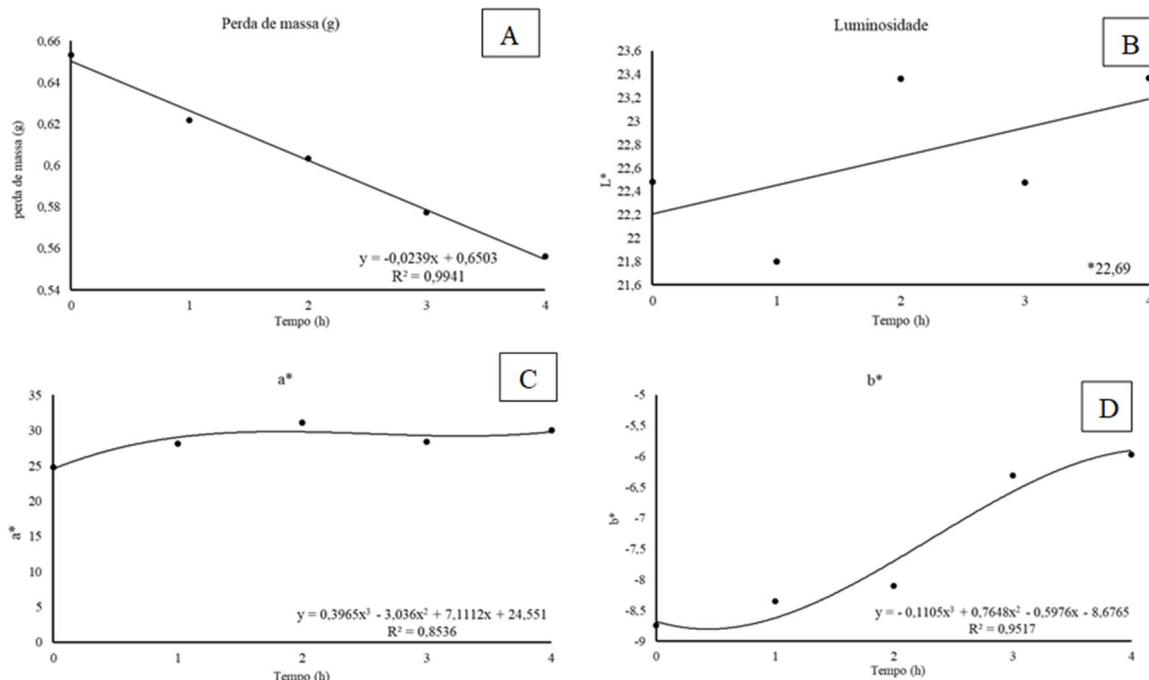 Perda de massa (g)
A
perda de massa (g)
0,66
0,64
0,62
0,6
0,58
0,56
0,54
y = -0,0239x + 0,6503
R² = 0,9941
0
1
2
3
4
Tempo (h)
Luminosidade
B
L*
23,6
23,4
23,2
23
22,8
22,6
22,4
22,2
22
21,8
21,6
*22,69
0
1
2
3
4
Tempo (h)
a*
C
a*
35
30
25
20
15
10
5
0
y = 0,3965x³ - 3,036x² + 7,1112x + 24,551
R² = 0,8536
0
1
2
3
4
Tempo (h)
b*
D
b*
-5
-5,5
-6
-6,5
-7
-7,5
-8
-8,5
-9
y = - 0,1105x³ + 0,7648x² - 0,5976x - 8,6765
R² = 0,9517
0
1
2
3
4
Tempo (h)